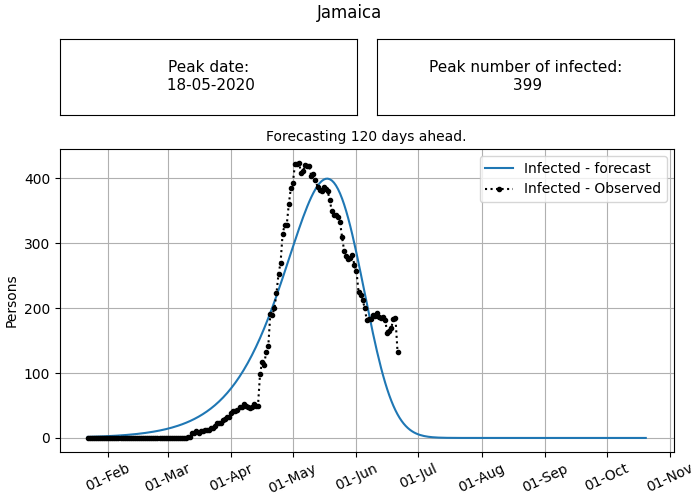 Jamaica
Peak date:
18-05-2020
Peak number of infected:
399
Forecasting 120 days ahead.
Infected - forecast
Infected - Observed
Persons
400
300
200
100
0
01-Feb
01-Mar
01-Apr
01-May
01-Jun
01-Jul
01-Aug
01-Sep
01-Oct
01-Nov